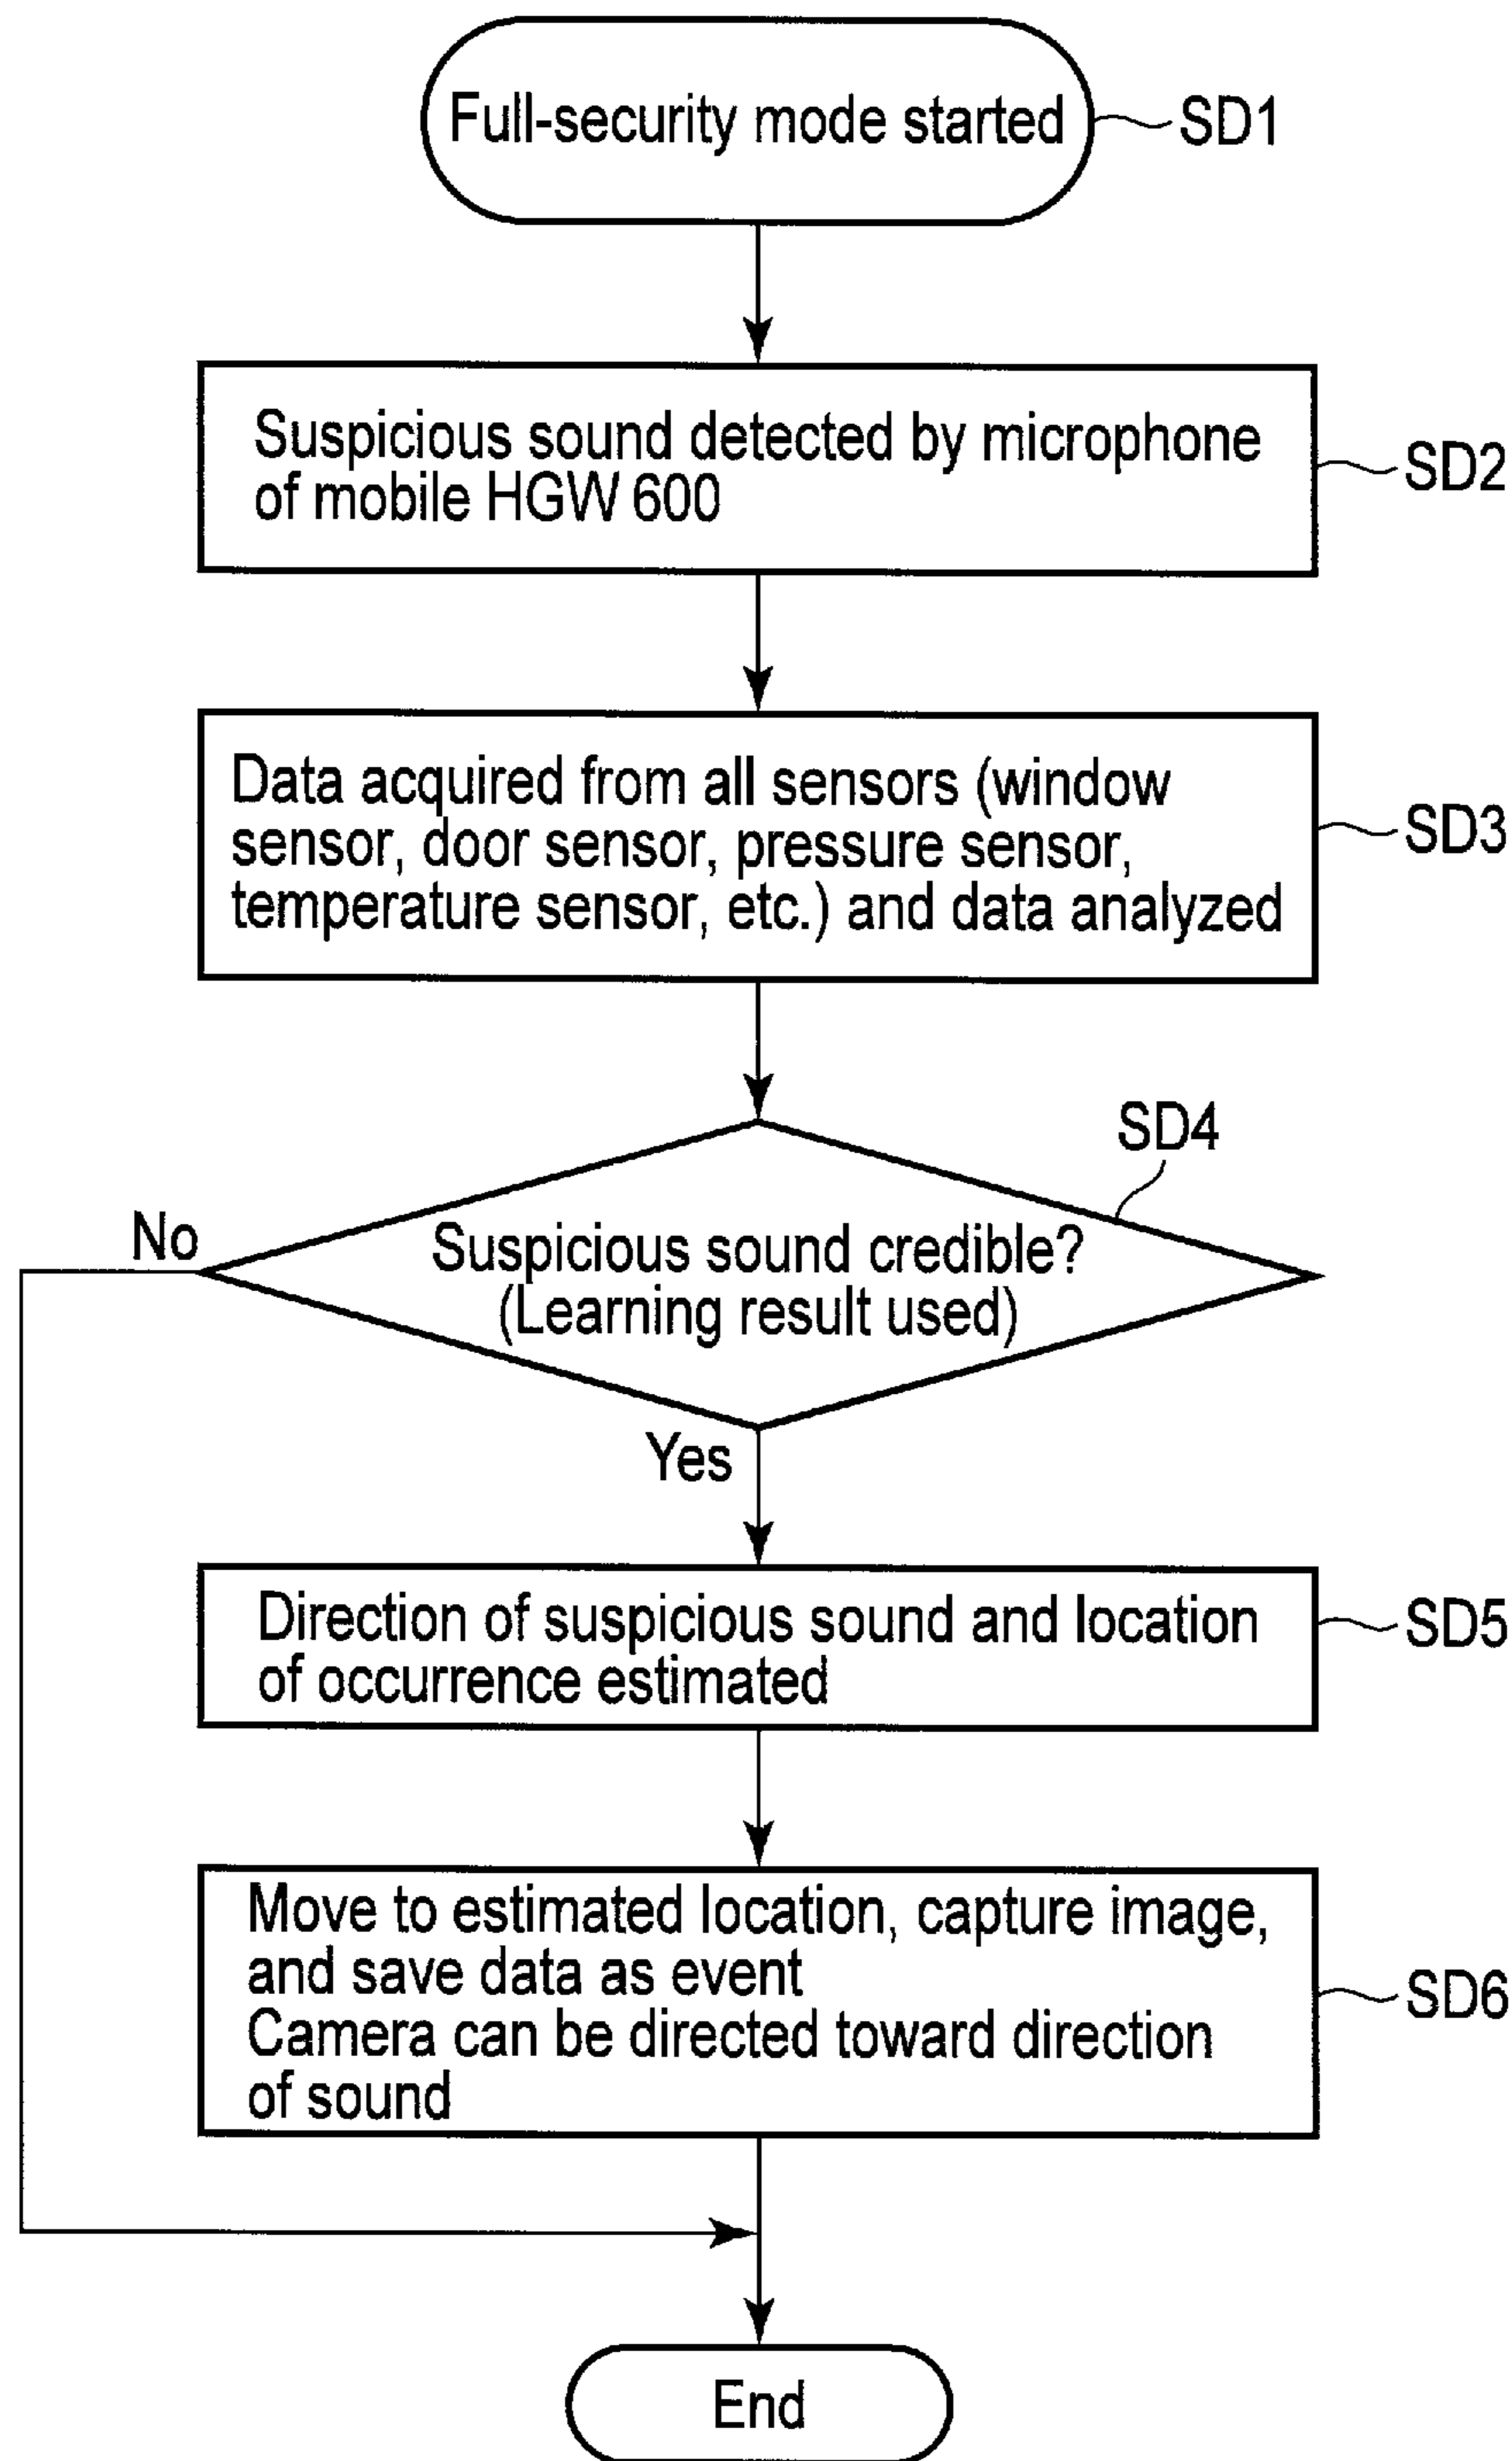 Full-security mode started
SD1
Suspicious sound detected by microphone
of mobile HGW 600
SD2
Data acquired from all sensors (window
sensor, door sensor, pressure sensor,
temperature sensor, etc.) and data analyzed
SD3
SD4
No
Suspicious sound credible?
(Learning result used)
Yes
Direction of suspicious sound and location
of occurrence estimated
SD5
Move to estimated location, capture image,
and save data as event
Camera can be directed toward direction
of sound
SD6
End